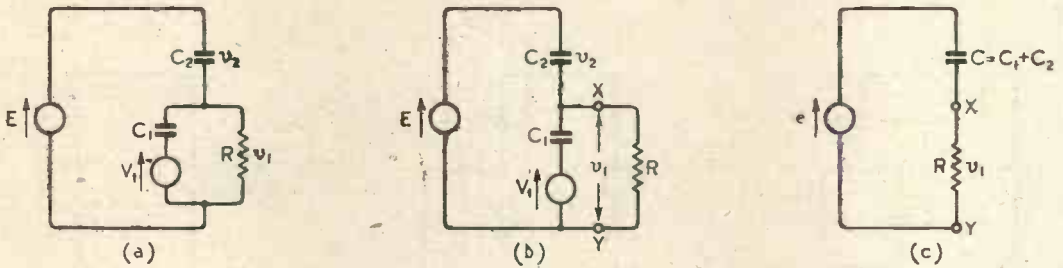 C₂ v₂
E
C₁
V₁
R v₁
(a)
C₂ v₂
X
E
C₁
v₁
R
V₁
Y
(b)
C=C₁+C₂
X
e
R v₁
Y
(c)